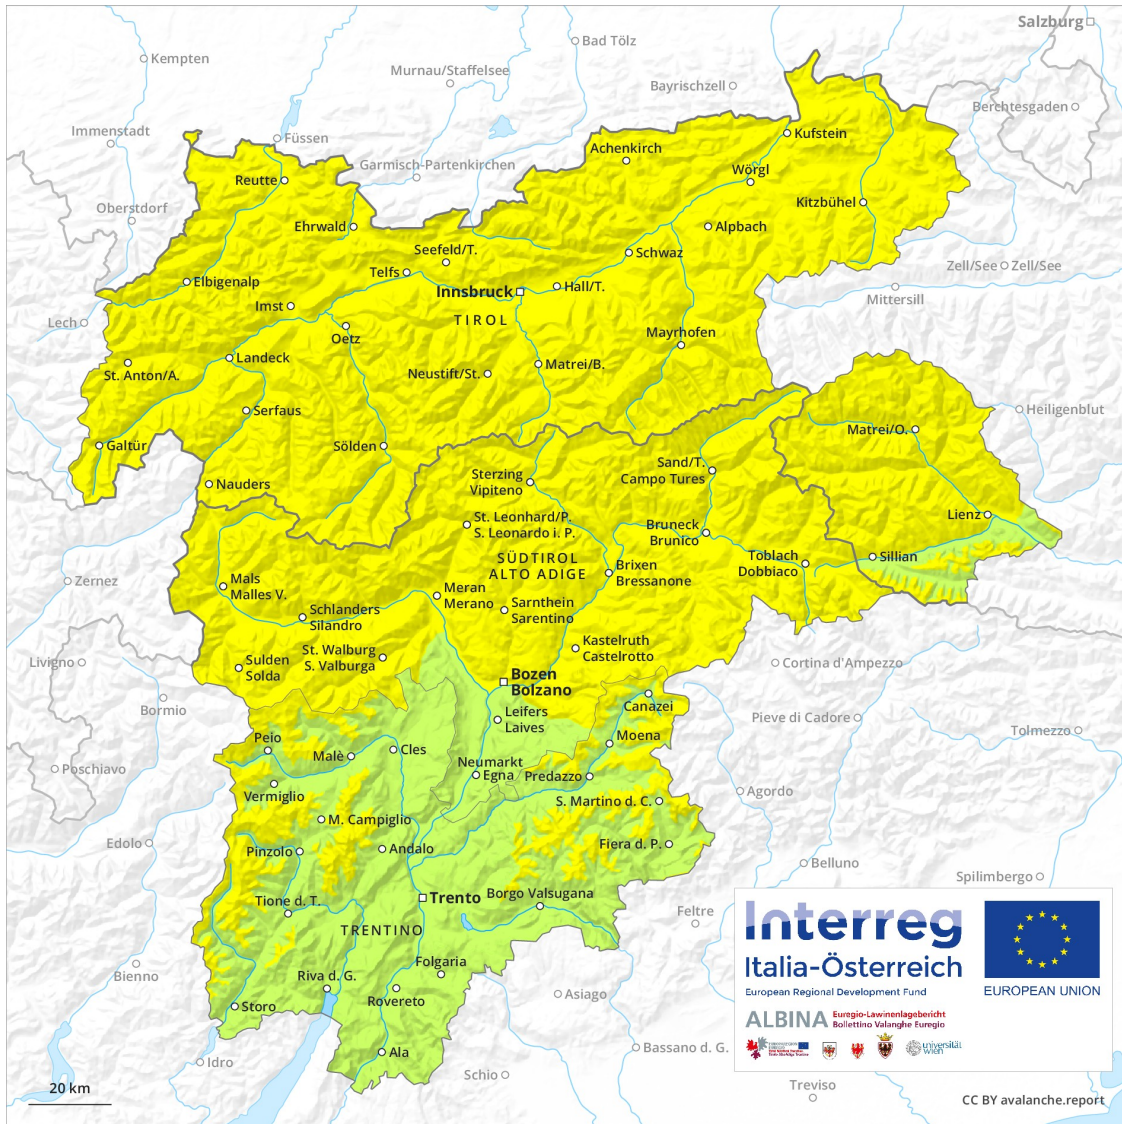 Salzburg
Bad Tölz
Kempten
Murnau/Staffelsee
Bayrischzell
Berchtesgaden
Immenstadt
Füssen
Kufstein
Achenkirch
Garmisch-Partenkirchen
Wörgl
Reutte
Oberstdorf
Kitzbühel
Ehrwald
Alpbach
Seefeld/T.
Schwaz
Telfs
Zell/See
Zell/See
Elbigenalp
Hall/T.
Innsbruck
Mittersill
Imst
TIROL
Lech
Oetz
Mayrhofen
Landeck
Matrei/B.
St. Anton/A.
Neustift/St.
Serfaus
Heiligenblut
Matrei/O.
Galtür
Sölden
Sand/T.
Campo Tures
Sterzing
Vipiteno
Nauders
Lienz
St. Leonhard/P.
S. Leonardo i. P.
Bruneck
Brunico
SÜDTIROL
ALTO ADIGE
Toblach
Dobbiaco
Sillian
Brixen
Bressanone
Zernez
Mals
Malles V.
Meran
Merano
Sarnthein
Sarentino
Schlanders
Silandro
Kastelruth
Castelrotto
St. Walburg
S. Valburga
Livigno
Sulden
Solda
Cortina d'Ampezzo
Bozen
Bolzano
Bormio
Canazei
Leifers
Laives
Pieve di Cadore
Tolmezzo
Peio
Moena
Malè
Cles
Neumarkt
Egna
Predazzo
Poschiavo
Vermiglio
Agordo
S. Martino d. C.
M. Campiglio
Edolo
Pinzolo
Andalo
Fiera d. P.
Belluno
Spilimbergo
Tione d. T.
Trento
Borgo Valsugana
Feltre
TRENTINO
Bienno
Folgaria
Riva d. G.
Rovereto
Asiago
Storo
Ala
Idro
Bassano d. G.
Schio
Treviso
20 km
Interreg
Italia-Österreich
European Regional Development Fund
EUROPEAN UNION
ALBINA
Euregio-Lawinenlagebericht
Bollettino Valanghe Euregio
universität
wien
CC BY avalanche.report